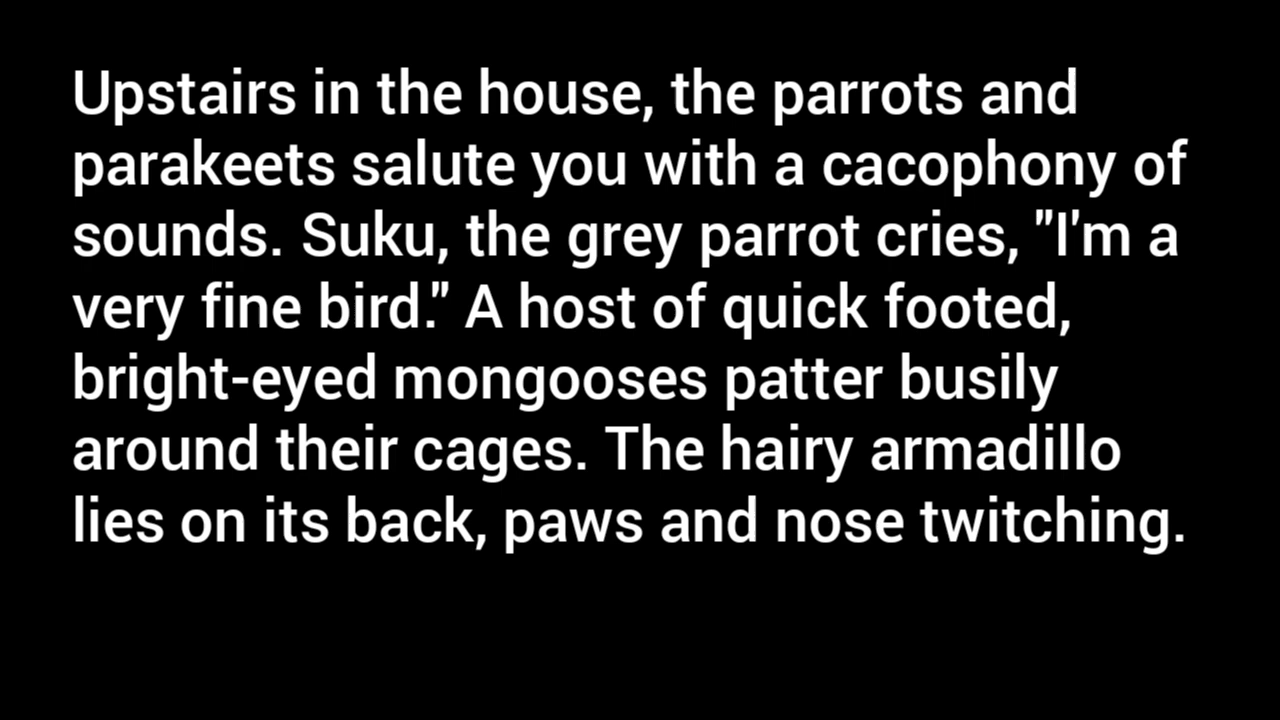 Upstairs in the house, the parrots and
parakeets salute you with a cacophony of
sounds. Suku, the grey parrot cries, "I'm a
very fine bird." A host of quick footed,
bright-eyed mongooses patter busily
around their cages. The hairy armadillo
lies on its back, paws and nose twitching.